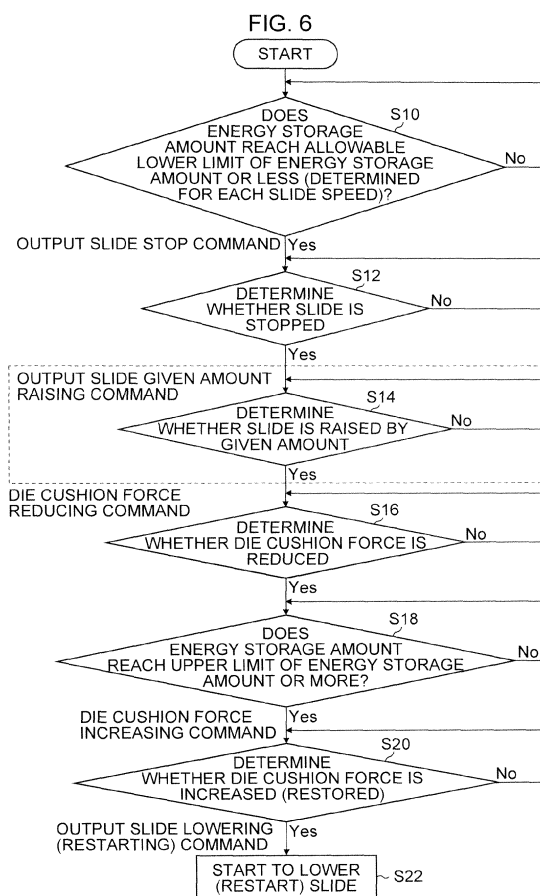 FIG. 6
START
S10
DOES
ENERGY STORAGE
AMOUNT REACH ALLOWABLE
LOWER LIMIT OF ENERGY STORAGE
AMOUNT OR LESS (DETERMINED
FOR EACH SLIDE SPEED)?
No
OUTPUT SLIDE STOP COMMAND
Yes
S12
DETERMINE
WHETHER SLIDE IS
STOPPED
No
Yes
OUTPUT SLIDE GIVEN AMOUNT
RAISING COMMAND
S14
DETERMINE
WHETHER SLIDE IS RAISED BY
GIVEN AMOUNT
No
Yes
DIE CUSHION FORCE
REDUCING COMMAND
S16
DETERMINE
WHETHER DIE CUSHION FORCE IS
REDUCED
No
Yes
S18
DOES
ENERGY STORAGE AMOUNT
REACH UPPER LIMIT OF ENERGY STORAGE
AMOUNT OR MORE?
No
Yes
DIE CUSHION FORCE
INCREASING COMMAND
S20
DETERMINE
WHETHER DIE CUSHION FORCE IS
INCREASED (RESTORED)
No
OUTPUT SLIDE LOWERING
(RESTARTING) COMMAND
Yes
START TO LOWER
(RESTART) SLIDE
S22